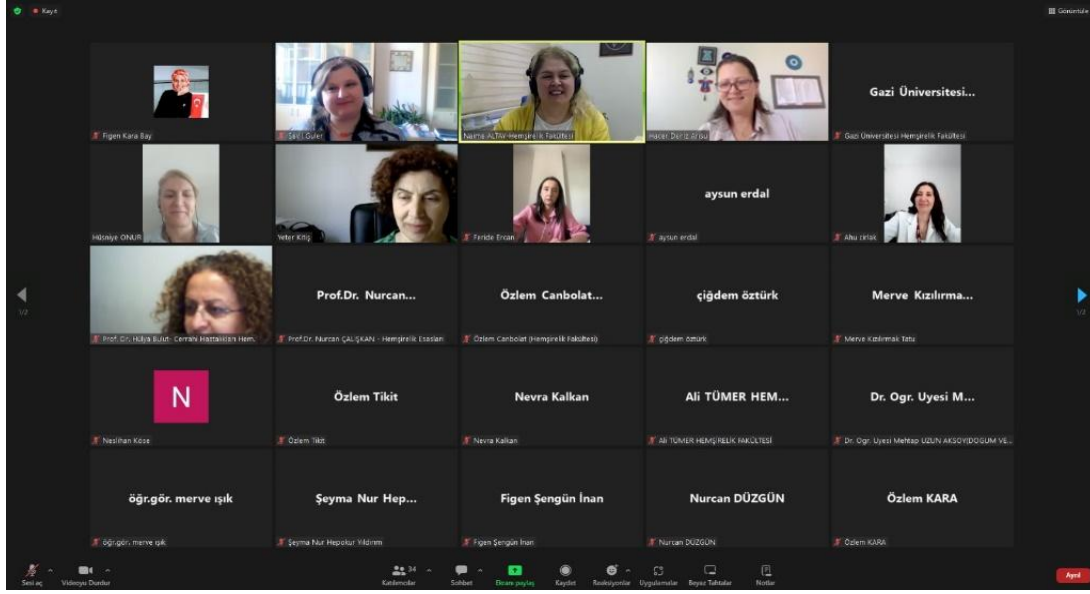 Kayıt
Görüntüle
Figen Kara Bay
Naime ALTAY-Hemşirelik Fakültesi
Hacer Deniz Arısu
Gazi Üniversitesi...
Gazi Üniversitesi Hemşirelik Fakültesi
Hüsniye ONUR
Yeter Kitiş
Feride Ercan
aysun erdal
aysun erdal
Ahu cirlak
Prof. Dr. Hülya Bulut- Cerrahi Hastalıkları Hem.
Prof.Dr. Nurcan...
Prof.Dr. Nurcan ÇALIŞKAN - Hemşirelik Esasları
Özlem Canbolat...
Özlem Canbolat (Hemşirelik Fakültesi)
çiğdem öztürk
çiğdem öztürk
Merve Kızılırma...
Merve Kızılırmak Tatu
N
Neslihan Köse
Özlem Tikit
Özlem Tikit
Nevra Kalkan
Nevra Kalkan
Ali TÜMER HEM...
Ali TÜMER HEMŞİRELİK FAKÜLTESİ
Dr. Ogr. Uyesi M...
Dr. Ogr. Uyesi Mehtap UZUN AKSOY(DOGUM VE...
öğr.gör. merve ışık
öğr.gör. merve ışık
Şeyma Nur Hep...
Şeyma Nur Hepokur Yıldırım
Figen Şengün İnan
Figen Şengün İnan
Nurcan DÜZGÜN
Nurcan DÜZGÜN
Özlem KARA
Özlem KARA
Sesi aç
Videoyu Durdur
34
Katılımcılar
Sohbet
Ekranı paylaş
Kaydet
Reaksiyonlar
Uygulamalar
Beyaz Tahtalar
Notlar
Ayrıl